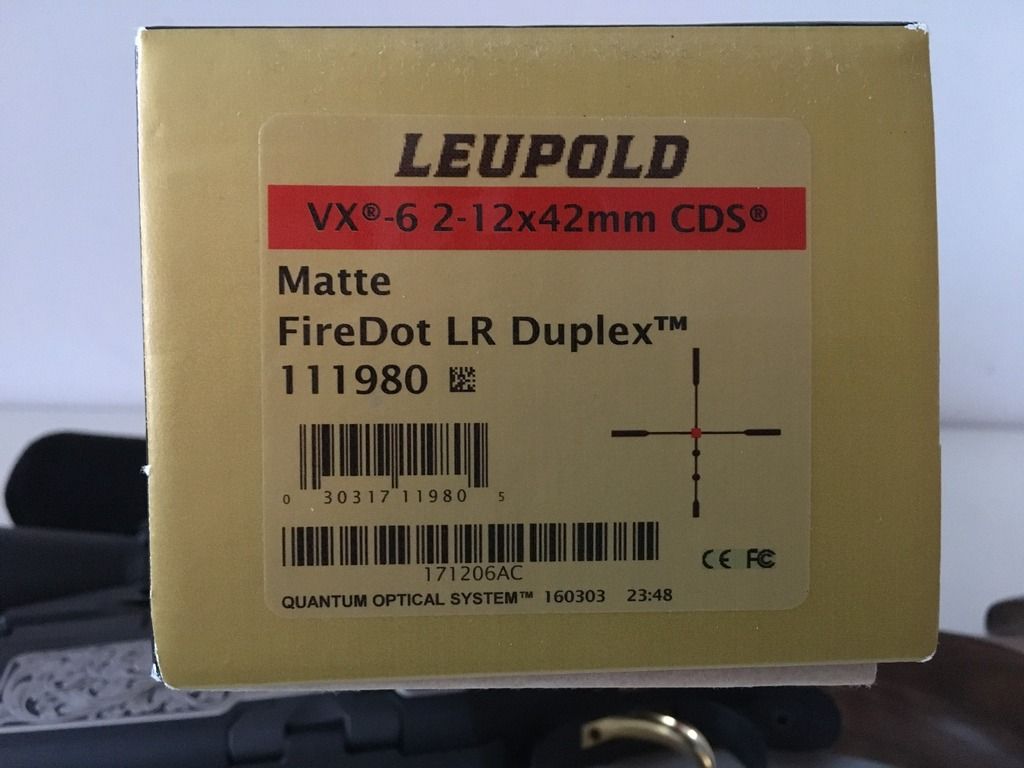 LEUPOLD
VX®-6 2-12x42mm CDS®
Matte
FireDot LR Duplex™
111980
0 30317 11980 5
171206AC
CE FC
QUANTUM OPTICAL SYSTEM™ 160303 23:48